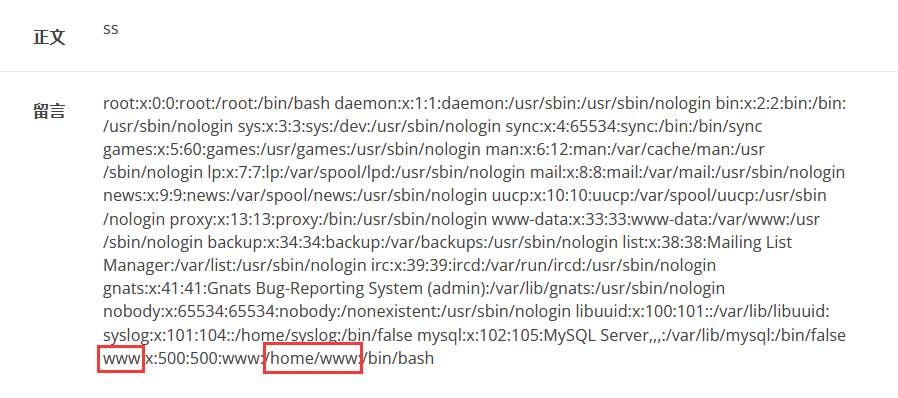 正文
ss
留言
root:x:0:0:root:/root:/bin/bash daemon:x:1:1:daemon:/usr/sbin:/usr/sbin/nologin bin:x:2:2:bin:/bin:
/usr/sbin/nologin sys:x:3:3:sys:/dev:/usr/sbin/nologin sync:x:4:65534:sync:/bin:/bin/sync
games:x:5:60:games:/usr/games:/usr/sbin/nologin man:x:6:12:man:/var/cache/man:/usr
/sbin/nologin lp:x:7:7:lp:/var/spool/lpd:/usr/sbin/nologin mail:x:8:8:mail:/var/mail:/usr/sbin/nologin
news:x:9:9:news:/var/spool/news:/usr/sbin/nologin uucp:x:10:10:uucp:/var/spool/uucp:/usr/sbin
/nologin proxy:x:13:13:proxy:/bin:/usr/sbin/nologin www-data:x:33:33:www-data:/var/www:/usr
/sbin/nologin backup:x:34:34:backup:/var/backups:/usr/sbin/nologin list:x:38:38:Mailing List
Manager:/var/list:/usr/sbin/nologin irc:x:39:39:ircd:/var/run/ircd:/usr/sbin/nologin
gnats:x:41:41:Gnats Bug-Reporting System (admin):/var/lib/gnats:/usr/sbin/nologin
nobody:x:65534:65534:nobody:/nonexistent:/usr/sbin/nologin libuuid:x:100:101::/var/lib/libuuid:
syslog:x:101:104::/home/syslog:/bin/false mysql:x:102:105:MySQL Server,,,:/var/lib/mysql:/bin/false
www:x:500:500:www:/home/www:/bin/bash